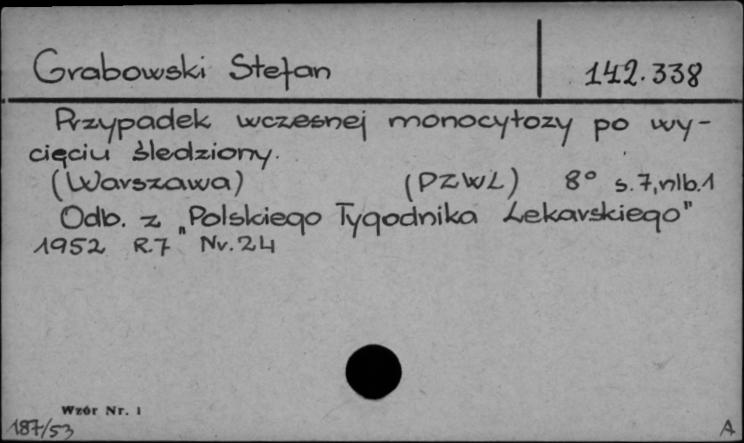 Grabowski Stefan
142.338
Przypadek wczesnej monocytozy po wy-
cięciu śledziony.
(Warszawa) (PZWL) 8° s.7,nlb.1
Odb. z „Polskiego Tygodnika Lekarskiego”
1952 R.7 Nr.24
Wzór Nr. 1
187/53
A